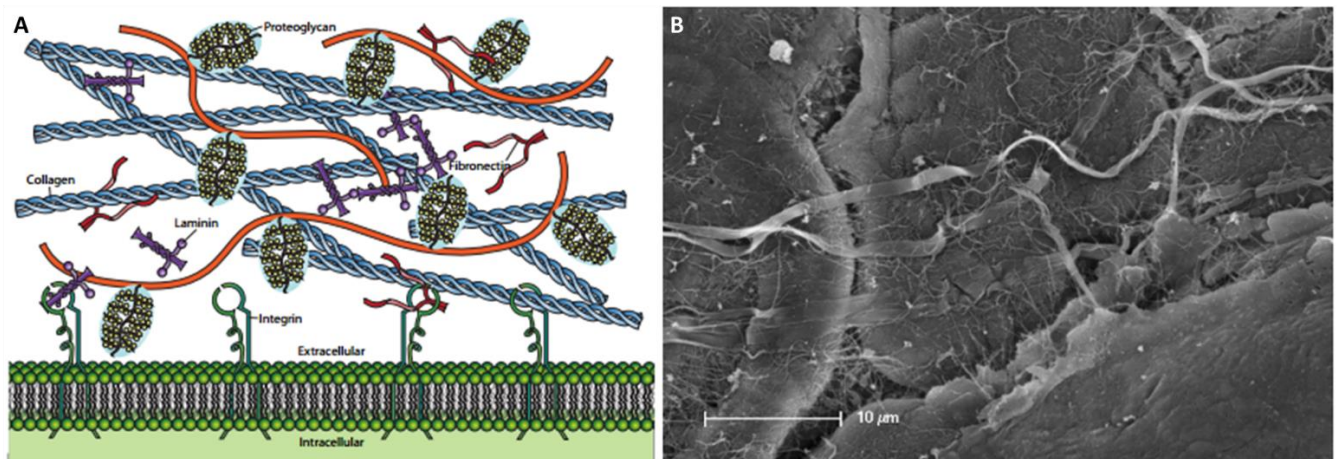 A
Proteoglycan
Collagen
Fibronectin
Laminin
Integrin
Extracellular
Intracellular
B
10 μm